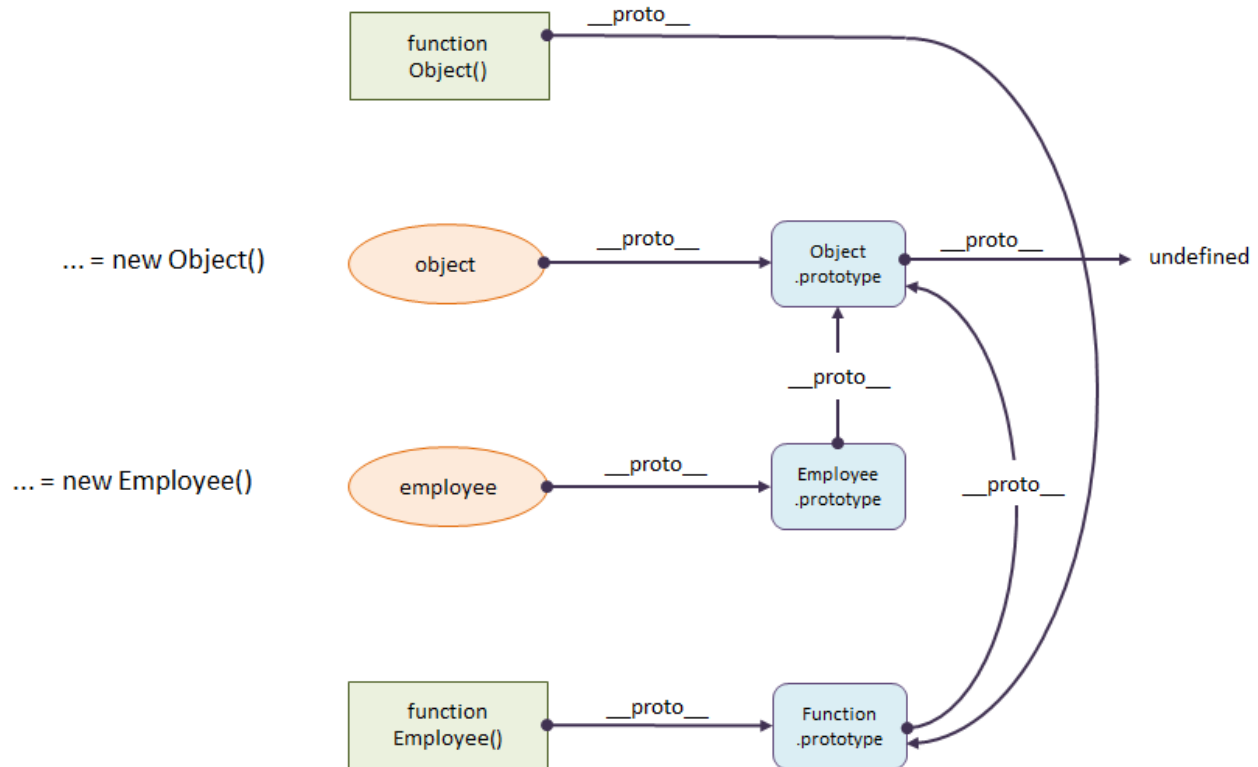 __proto__
function
Object()
... = new Object()
object
__proto__
Object
.prototype
__proto__
undefined
__proto__
... = new Employee()
employee
__proto__
Employee
.prototype
__proto__
function
Employee()
__proto__
Function
.prototype